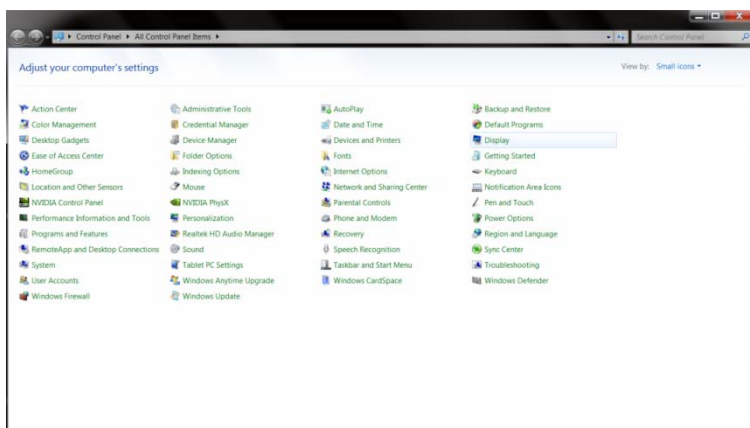 Control Panel All Control Panel Items Search Control Panel
Adjust your computer's settings View by: Small icons
Action Center Administrative Tools AutoPlay Backup and Restore
Color Management Credential Manager Date and Time Default Programs
Desktop Gadgets Device Manager Devices and Printers Display
Ease of Access Center Folder Options Fonts Getting Started
HomeGroup Indexing Options Internet Options Keyboard
Location and Other Sensors Mouse Network and Sharing Center Notification Area Icons
NVIDIA Control Panel NVIDIA PhysX Parental Controls Pen and Touch
Performance Information and Tools Personalization Phone and Modem Power Options
Programs and Features Realtek HD Audio Manager Recovery Region and Language
RemoteApp and Desktop Connections Sound Speech Recognition Sync Center
System Tablet PC Settings Taskbar and Start Menu Troubleshooting
User Accounts Windows Anytime Upgrade Windows CardSpace Windows Defender
Windows Firewall Windows Update